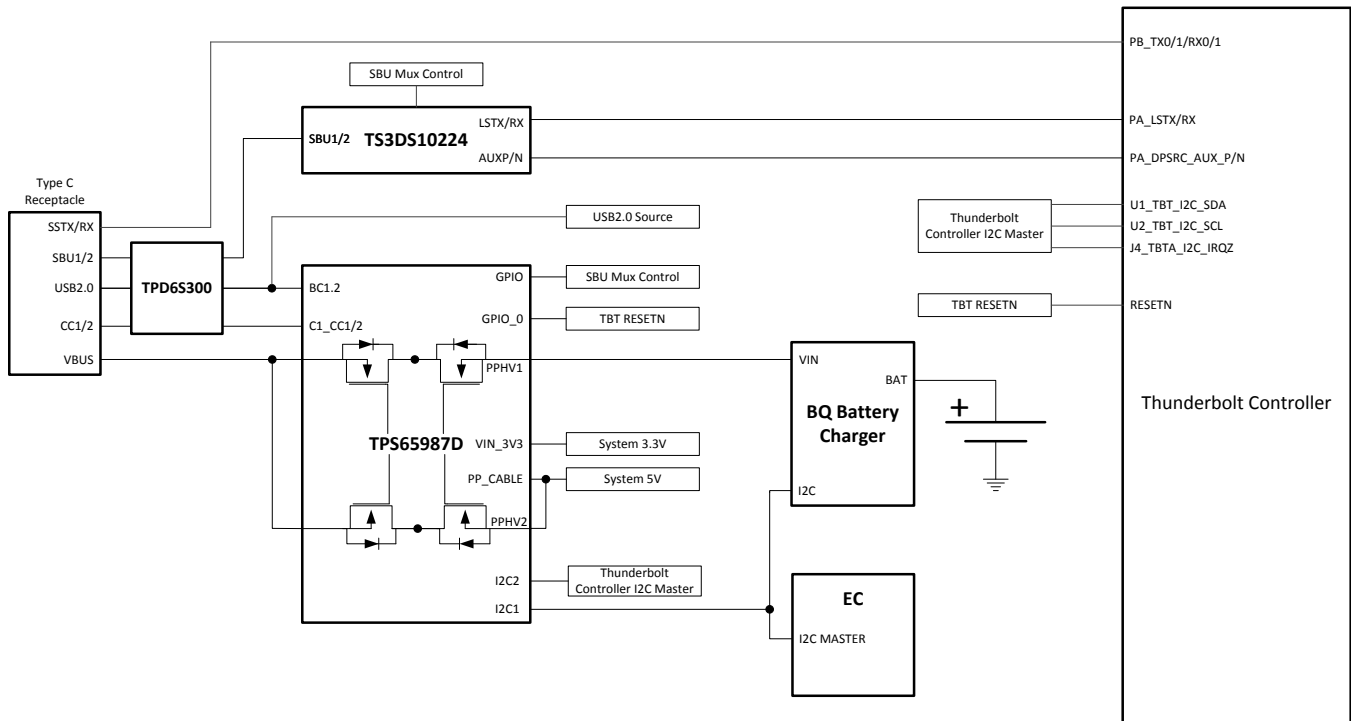 PB_TX0/1/RX0/1
SBU Mux Control
SBU1/2
TS3DS10224
LSTX/RX
AUXP/N
PA_LSTX/RX
PA_DPSRC_AUX_P/N
Type C
Receptacle
SSTX/RX
SBU1/2
USB2.0
CC1/2
VBUS
TPD6S300
USB2.0 Source
Thunderbolt
Controller I2C Master
U1_TBT_I2C_SDA
U2_TBT_I2C_SCL
J4_TBTA_I2C_IRQZ
BC1.2
C1_CC1/2
GPIO
SBU Mux Control
GPIO_0
TBT RESETN
TBT RESETN
RESETN
PPHV1
VIN
BAT
BQ Battery
Charger
I2C
+
Thunderbolt Controller
TPS65987D
VIN_3V3
System 3.3V
PP_CABLE
System 5V
PPHV2
I2C2
Thunderbolt
Controller I2C Master
I2C1
EC
I2C MASTER